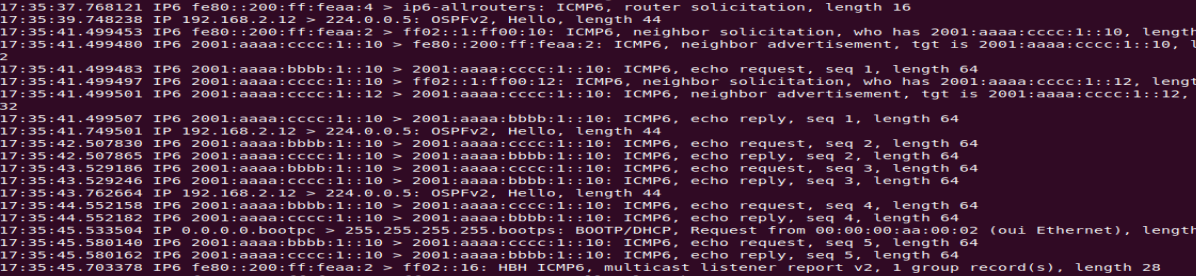 17:35:37.768121 IP6 fe80::200:ff:feaa:4 > ip6-allrouters: ICMP6, router solicitation, length 16
17:35:39.748238 IP 192.168.2.12 > 224.0.0.5: OSPFv2, Hello, length 44
17:35:41.499453 IP6 fe80::200:ff:feaa:2 > ff02::1:ff00:10: ICMP6, neighbor solicitation, who has 2001:aaaa:cccc:1::10, length
17:35:41.499480 IP6 2001:aaaa:cccc:1::10 > fe80::200:ff:feaa:2: ICMP6, neighbor advertisement, tgt is 2001:aaaa:cccc:1::10, l
2
17:35:41.499483 IP6 2001:aaaa:bbbb:1::10 > 2001:aaaa:cccc:1::10: ICMP6, echo request, seq 1, length 64
17:35:41.499497 IP6 2001:aaaa:cccc:1::10 > ff02::1:ff00:12: ICMP6, neighbor solicitation, who has 2001:aaaa:cccc:1::12, lengt
17:35:41.499501 IP6 2001:aaaa:cccc:1::12 > 2001:aaaa:cccc:1::10: ICMP6, neighbor advertisement, tgt is 2001:aaaa:cccc:1::12,
32
17:35:41.499507 IP6 2001:aaaa:cccc:1::10 > 2001:aaaa:bbbb:1::10: ICMP6, echo reply, seq 1, length 64
17:35:41.749501 IP 192.168.2.12 > 224.0.0.5: OSPFv2, Hello, length 44
17:35:42.507830 IP6 2001:aaaa:bbbb:1::10 > 2001:aaaa:cccc:1::10: ICMP6, echo request, seq 2, length 64
17:35:42.507865 IP6 2001:aaaa:cccc:1::10 > 2001:aaaa:bbbb:1::10: ICMP6, echo reply, seq 2, length 64
17:35:43.529186 IP6 2001:aaaa:bbbb:1::10 > 2001:aaaa:cccc:1::10: ICMP6, echo request, seq 3, length 64
17:35:43.529246 IP6 2001:aaaa:cccc:1::10 > 2001:aaaa:bbbb:1::10: ICMP6, echo reply, seq 3, length 64
17:35:43.762664 IP 192.168.2.12 > 224.0.0.5: OSPFv2, Hello, length 44
17:35:44.552158 IP6 2001:aaaa:bbbb:1::10 > 2001:aaaa:cccc:1::10: ICMP6, echo request, seq 4, length 64
17:35:44.552182 IP6 2001:aaaa:cccc:1::10 > 2001:aaaa:bbbb:1::10: ICMP6, echo reply, seq 4, length 64
17:35:45.533504 IP 0.0.0.0.bootpc > 255.255.255.255.bootps: BOOTP/DHCP, Request from 00:00:00:aa:00:02 (oui Ethernet), length
17:35:45.580140 IP6 2001:aaaa:bbbb:1::10 > 2001:aaaa:cccc:1::10: ICMP6, echo request, seq 5, length 64
17:35:45.580162 IP6 2001:aaaa:cccc:1::10 > 2001:aaaa:bbbb:1::10: ICMP6, echo reply, seq 5, length 64
17:35:45.703378 IP6 fe80::200:ff:feaa:2 > ff02::16: HBH ICMP6, multicast listener report v2, 1 group record(s), length 28